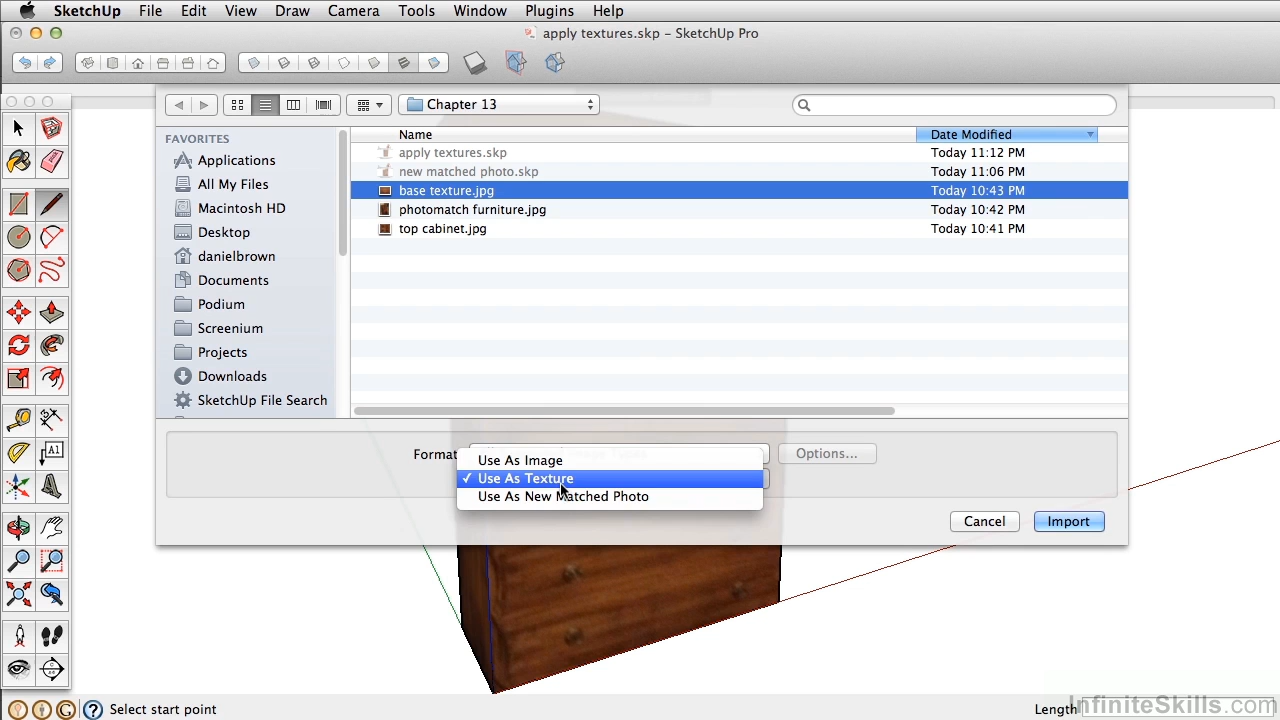 SketchUp File Edit View Draw Camera Tools Window Plugins Help
apply textures.skp – SketchUp Pro
Chapter 13
FAVORITES
Applications
All My Files
Macintosh HD
Desktop
danielbrown
Documents
Podium
Screenium
Projects
Downloads
SketchUp File Search
Name Date Modified
apply textures.skp Today 11:12 PM
new matched photo.skp Today 11:06 PM
base texture.jpg Today 10:43 PM
photomatch furniture.jpg Today 10:42 PM
top cabinet.jpg Today 10:41 PM
Format Options...
Use As Image
✓ Use As Texture
Use As New Matched Photo
Cancel Import
A1
Select start point
Length
InfiniteSkills.com